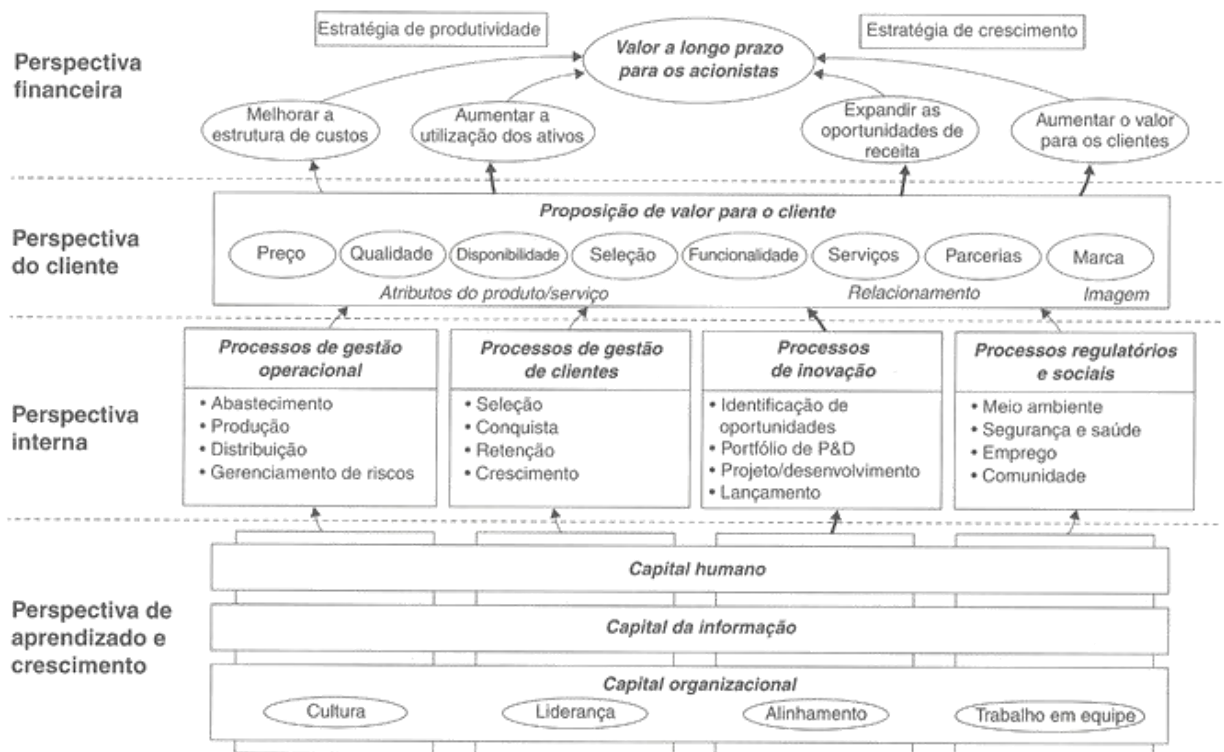 Estratégia de produtividade
Estratégia de crescimento
Perspectiva
financeira
Valor a longo prazo
para os acionistas
Melhorar a
estrutura de custos
Aumentar a
utilização dos ativos
Expandir as
oportunidades de
receita
Aumentar o valor
para os clientes
Perspectiva
do cliente
Proposição de valor para o cliente
Preço
Qualidade
Disponibilidade
Seleção
Funcionalidade
Serviços
Parcerias
Marca
Atributos do produto/serviço
Relacionamento
Imagem
Perspectiva
interna
Processos de gestão
operacional
• Abastecimento
• Produção
• Distribuição
• Gerenciamento de riscos
Processos de gestão
de clientes
• Seleção
• Conquista
• Retenção
• Crescimento
Processos
de inovação
• Identificação de
oportunidades
• Portfólio de P&D
• Projeto/desenvolvimento
• Lançamento
Processos regulatórios
e sociais
• Meio ambiente
• Segurança e saúde
• Emprego
• Comunidade
Perspectiva de
aprendizado e
crescimento
Capital humano
Capital da informação
Capital organizacional
Cultura
Liderança
Alinhamento
Trabalho em equipe